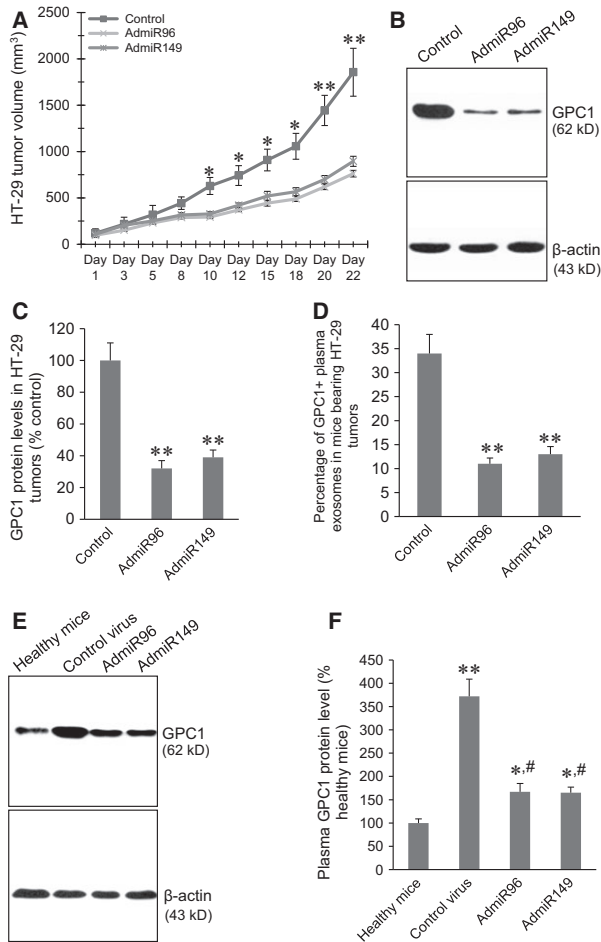 A
Control
AdmiR96
AdmiR149
HT-29 tumor volume (mm³)
2500
2000
1500
1000
500
0
* * * * ** **
Day 1 Day 3 Day 5 Day 8 Day 10 Day 12 Day 15 Day 18 Day 20 Day 22
B
Control
AdmiR96
AdmiR149
GPC1
(62 kD)
β-actin
(43 kD)
C
GPC1 protein levels in HT-29
tumors (% control)
120
100
80
60
40
20
0
** **
Control
AdmiR96
AdmiR149
D
Percentage of GPC1+ plasma
exosomes in mice bearing HT-29
tumors
40
35
30
25
20
15
10
5
0
** **
Control
AdmiR96
AdmiR149
E
Healthy mice
Control virus
AdmiR96
AdmiR149
GPC1
(62 kD)
β-actin
(43 kD)
F
Plasma GPC1 protein level (%
healthy mice)
450
400
350
300
250
200
150
100
50
0
**
*,# *,#
Healthy mice
Control virus
AdmiR96
AdmiR149